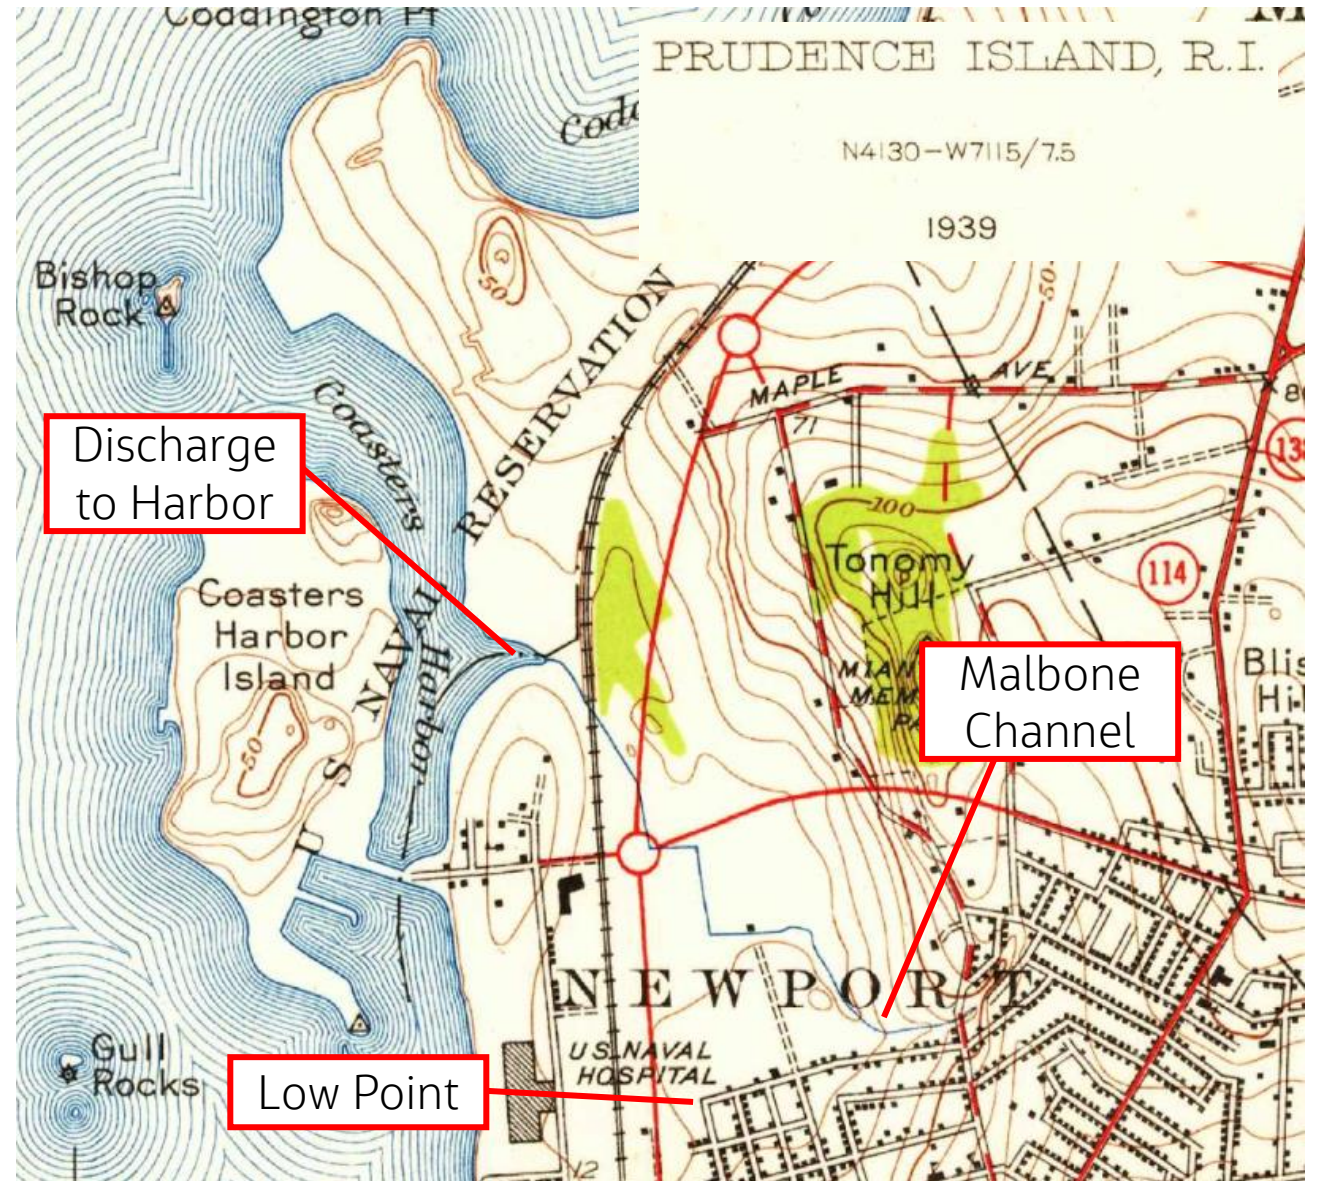 Coddington Pt
PRUDENCE ISLAND, R.I.
N4130-W7115/7.5
1939
Bishop
Rock
50
50
RESERVATION
MAPLE AVE
71
Coasters
Harbor
Discharge
to Harbor
100
Tonomy
Hill
114
Coasters
Harbor
Island
U S NAVAL
50
Malbone
Channel
NEWPORT
Gull
Rocks
U S NAVAL
HOSPITAL
Low Point
12